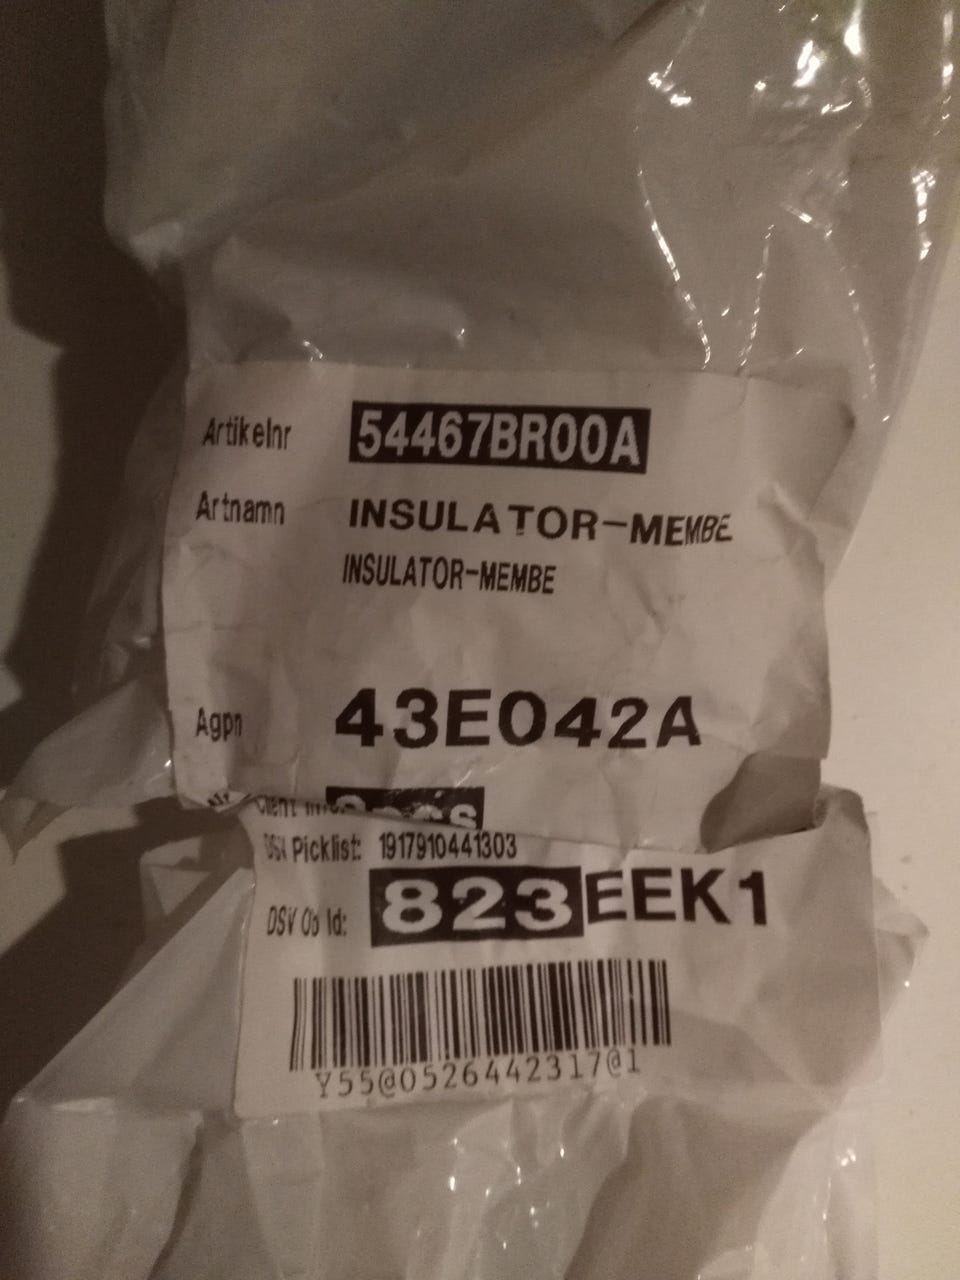 Artikelnr 54467BR00A
Artnamn INSULATOR-MEMBE
INSULATOR-MEMBE
Agpn 43E042A
DSV Picklist: 1917910441303
DSV Ob Id: 823EEK1
Y55@0526442317@1